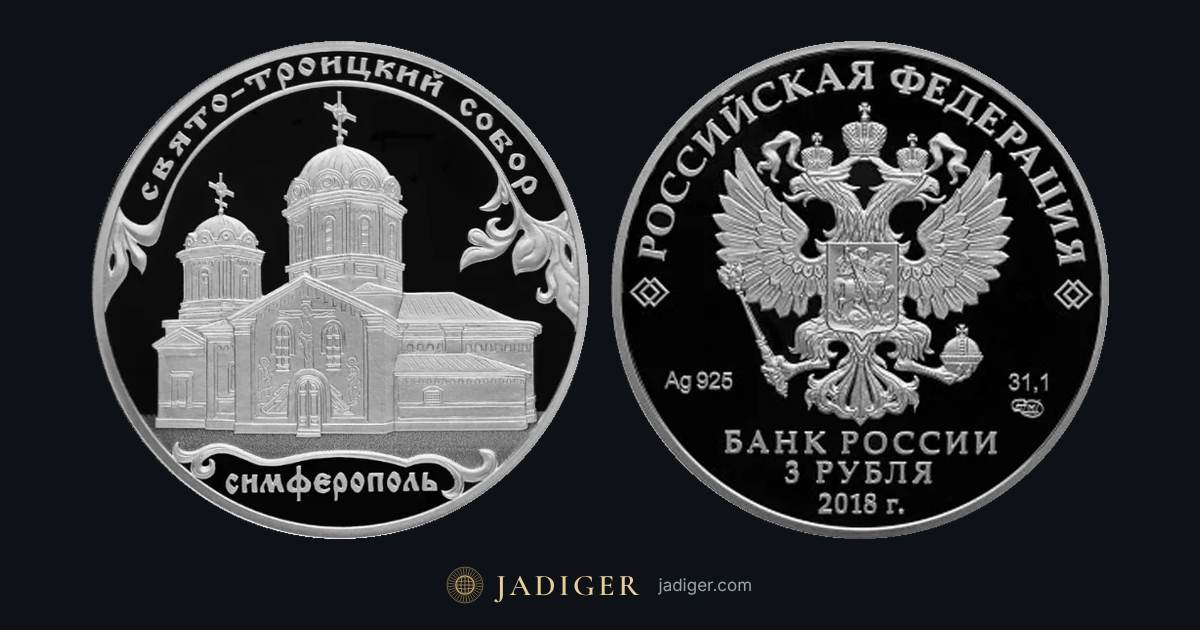 СВЯТО-ТРОИЦКИЙ СОБОР
СИМФЕРОПОЛЬ
РОССИЙСКАЯ ФЕДЕРАЦИЯ
Ag 925
31,1
БАНК РОССИИ
3 РУБЛЯ
2018 г.
JADIGER jadiger.com